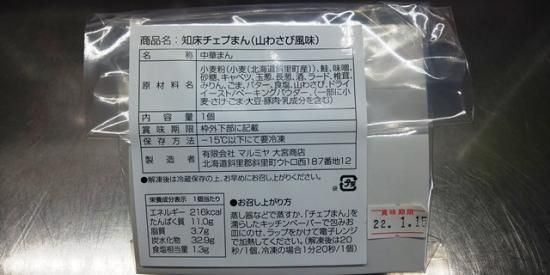 商品名：知床チェプまん(山わさび風味)
名 称 中華まん
原材料名 小麦粉(小麦(北海道斜里町産))、鮭、味噌、
砂糖、キャベツ、玉葱、長葱、酒、ラード、椎茸、
みりん、ごま、バター、食塩、山わさび、ドライ
イースト/ベーキングパウダー、(一部に小
麦・さけ・ごま・大豆・豚肉・乳成分を含む)
内容量 1個
賞味期限 枠外下部に記載
保存方法 －15℃以下にて要冷凍
製造者 有限会社 マルミヤ 大宮商店
北海道斜里郡斜里町ウトロ西187番地12
●解凍後は冷蔵保存の上、お早めにお召し上がりください。
栄養成分表示 1個当たり
エネルギー 216kcal
たんぱく質 11.0g
脂質 3.7g
炭水化物 32.9g
食塩相当量 1.3g
●お召し上がり方
蒸し器などで蒸すか、「チェプまん」
を濡らしたキッチンペーパーで包みお
皿にのせ、ラップをかけて電子レンジ
で加熱してください。(解凍後は20
秒/1個、冷凍の場合1分20秒/1個)
プラ
賞味期限
22. 1.15